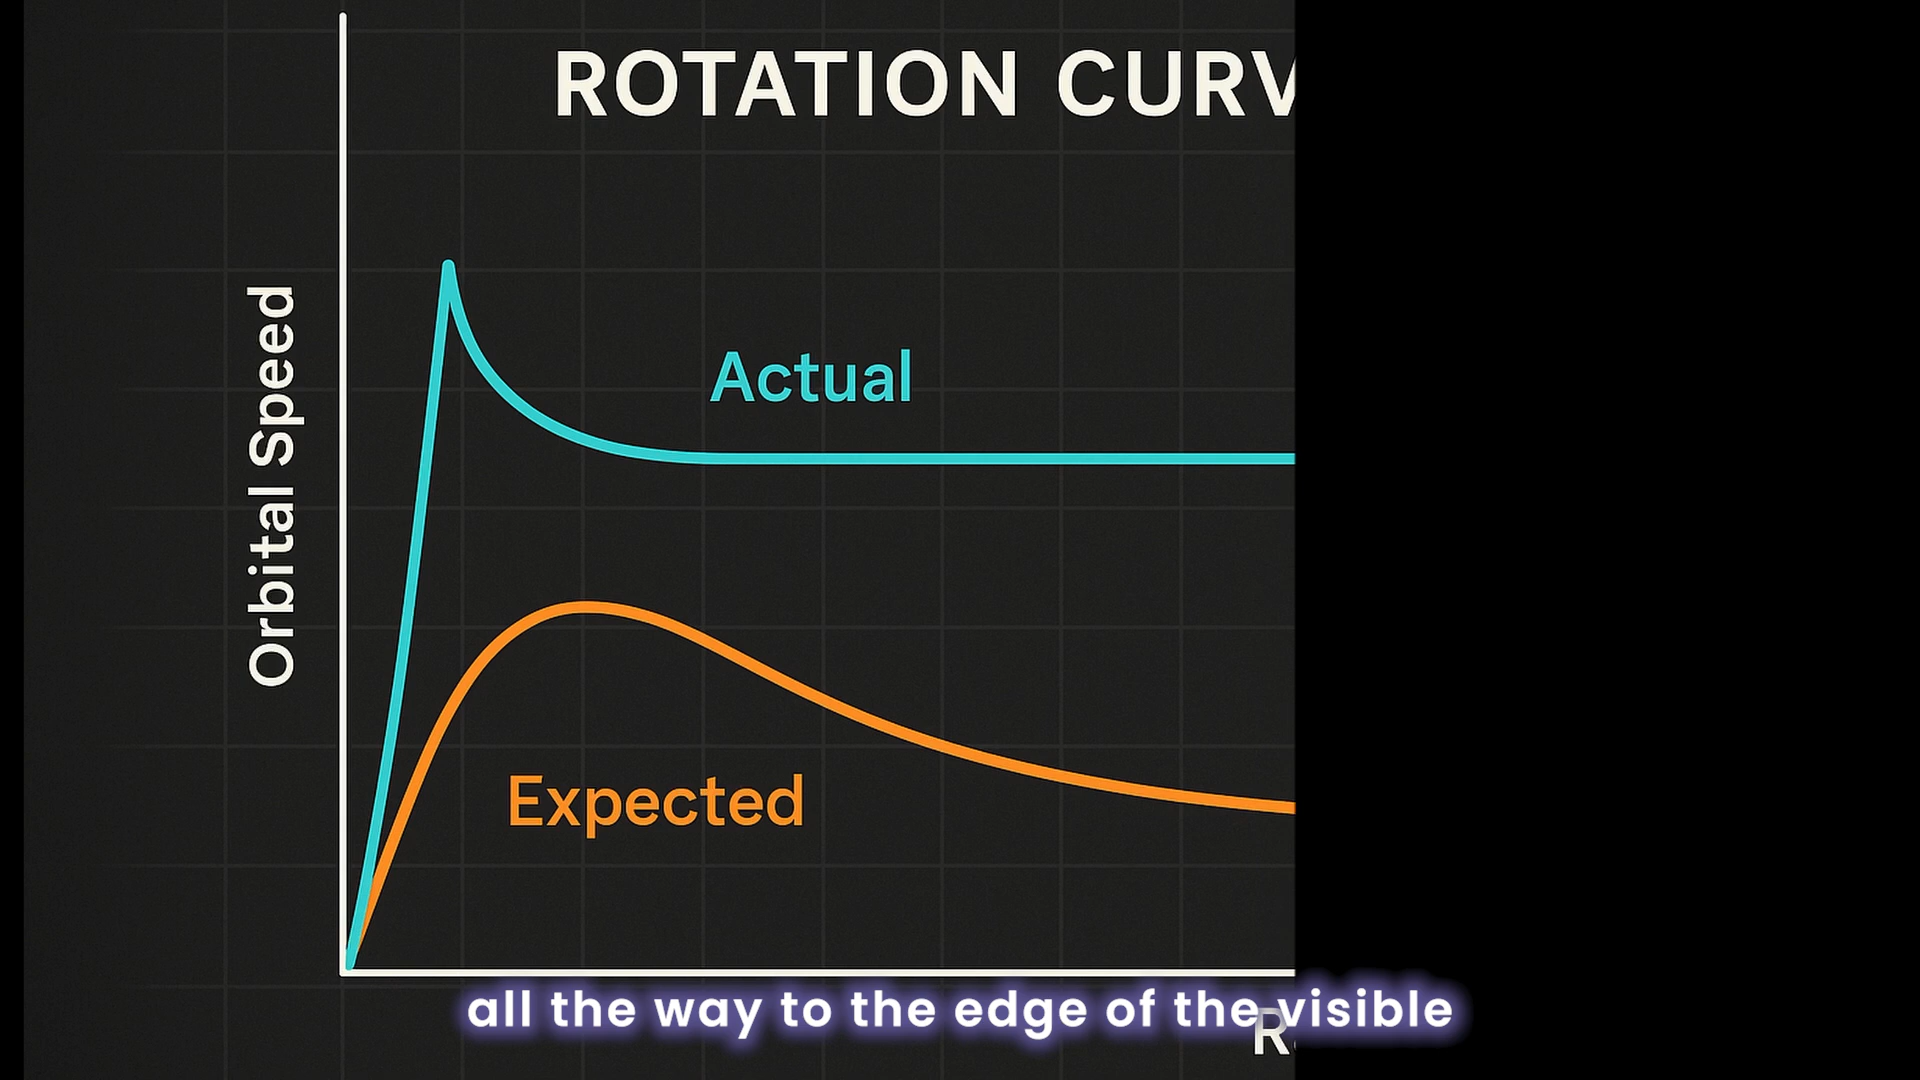 ROTATION CURV
Orbital Speed
Actual
Expected
all the way to the edge of the visible
R